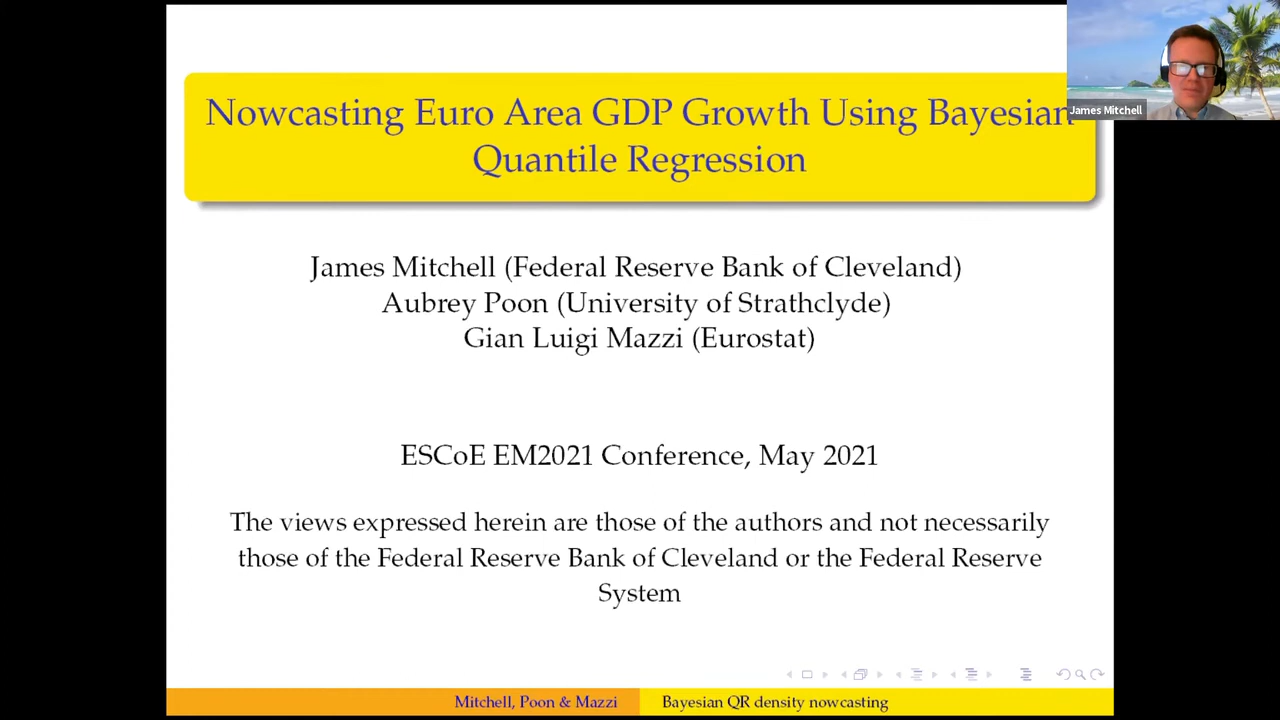 Nowcasting Euro Area GDP Growth Using Bayesian
Quantile Regression
James Mitchell
James Mitchell (Federal Reserve Bank of Cleveland)
Aubrey Poon (University of Strathclyde)
Gian Luigi Mazzi (Eurostat)
ESCoE EM2021 Conference, May 2021
The views expressed herein are those of the authors and not necessarily
those of the Federal Reserve Bank of Cleveland or the Federal Reserve
System
Mitchell, Poon & Mazzi
Bayesian QR density nowcasting